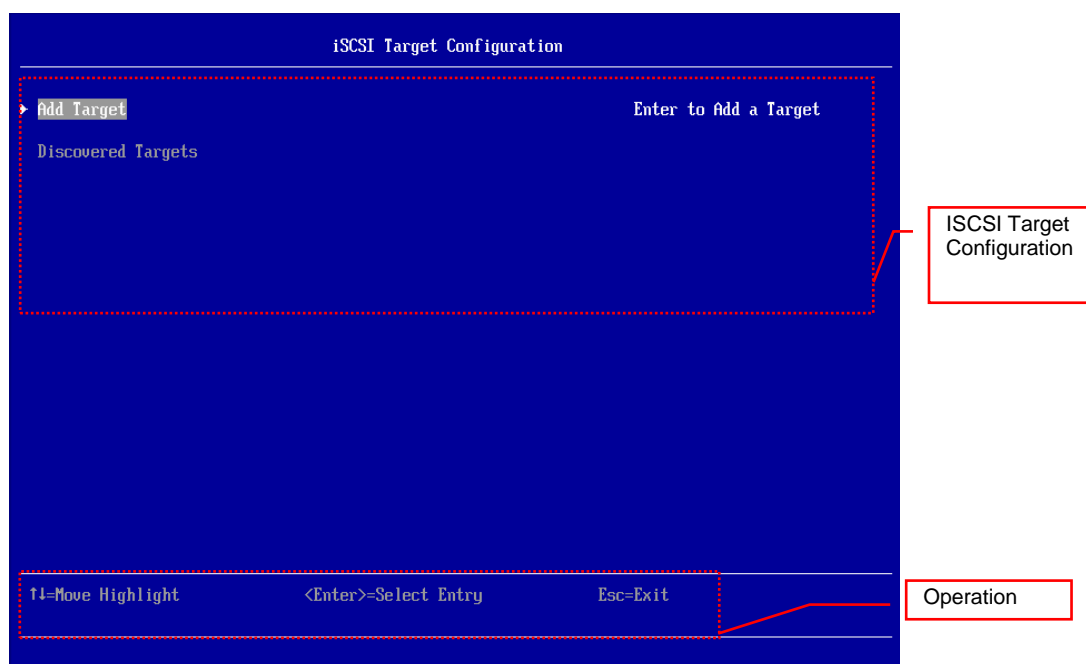 iSCSI Target Configuration
Add Target
Enter to Add a Target
Discovered Targets
ISCSI Target
Configuration
↑↓=Move Highlight
<Enter>=Select Entry
Esc=Exit
Operation